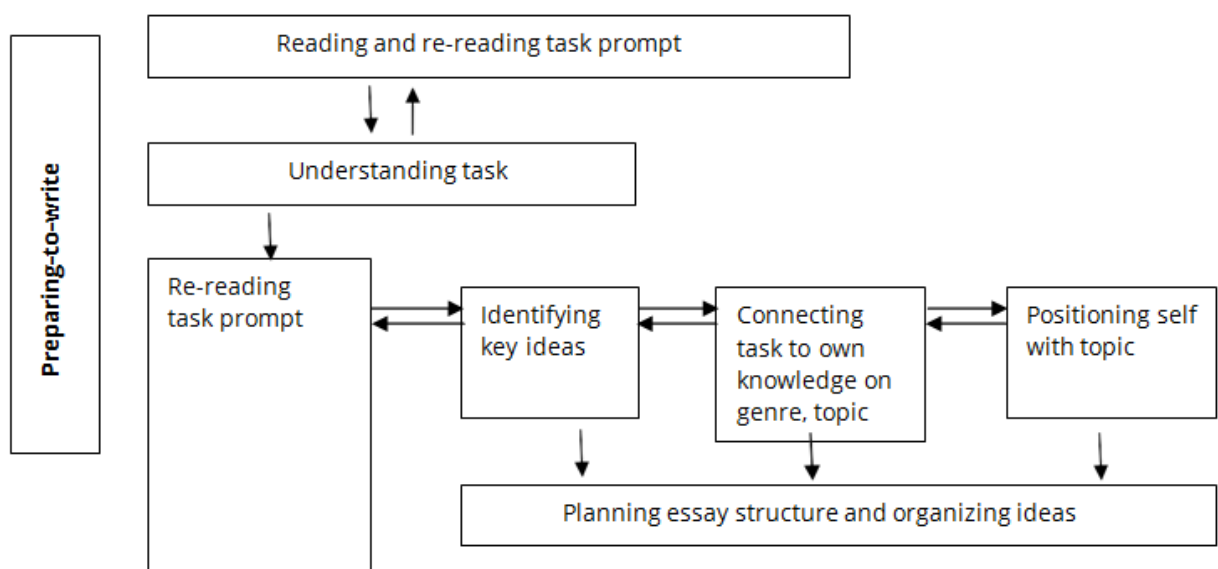 Preparing-to-write
Reading and re-reading task prompt
Understanding task
Re-reading
task prompt
Identifying
key ideas
Connecting
task to own
knowledge on
genre, topic
Positioning self
with topic
Planning essay structure and organizing ideas